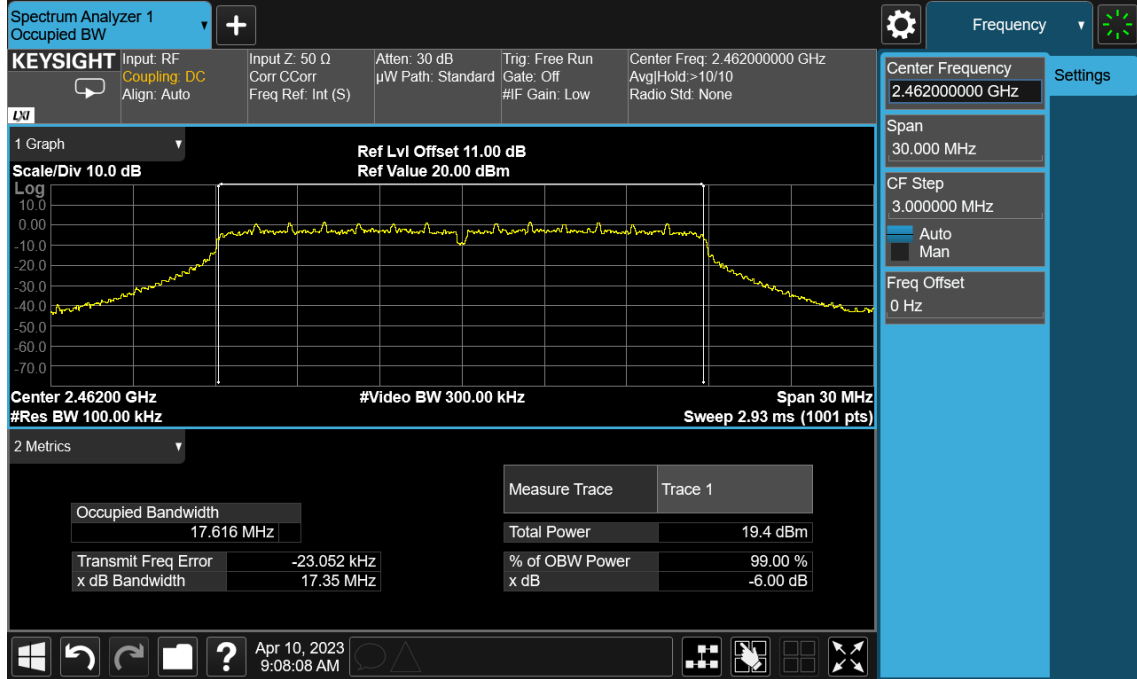 Spectrum Analyzer 1
Occupied BW
Frequency
KEYSIGHT
LXI
Input: RF
Coupling: DC
Align: Auto
Input Z: 50 Ω
Corr CCorr
Freq Ref: Int (S)
Atten: 30 dB
µW Path: Standard
Trig: Free Run
Gate: Off
#IF Gain: Low
Center Freq: 2.462000000 GHz
Avg|Hold:>10/10
Radio Std: None
Center Frequency
2.462000000 GHz
Settings
Span
30.000 MHz
CF Step
3.000000 MHz
Auto
Man
Freq Offset
0 Hz
1 Graph
Scale/Div 10.0 dB
Ref Lvl Offset 11.00 dB
Ref Value 20.00 dBm
Log
10.0
0.00
-10.0
-20.0
-30.0
-40.0
-50.0
-60.0
-70.0
Center 2.46200 GHz
#Video BW 300.00 kHz
Span 30 MHz
#Res BW 100.00 kHz
Sweep 2.93 ms (1001 pts)
2 Metrics
Measure Trace Trace 1
Occupied Bandwidth
17.616 MHz
Total Power 19.4 dBm
Transmit Freq Error -23.052 kHz
% of OBW Power 99.00 %
x dB Bandwidth 17.35 MHz
x dB -6.00 dB
?
Apr 10, 2023
9:08:08 AM